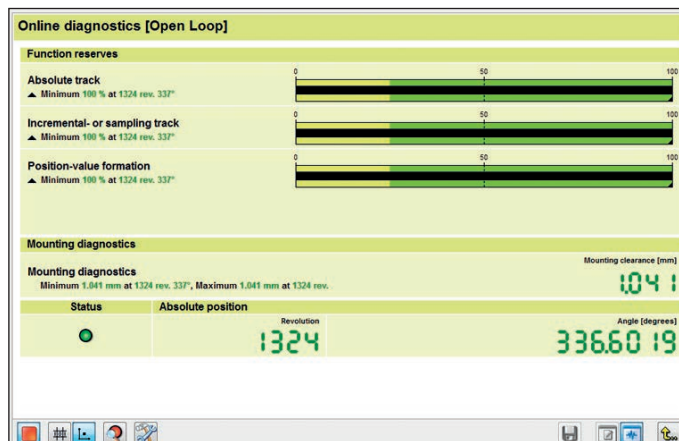 Online diagnostics [Open Loop]
Function reserves
Absolute track
Minimum 100 % at 1324 rev. 337°
0 50 100
Incremental- or sampling track
Minimum 100 % at 1324 rev. 337°
0 50 100
Position-value formation
Minimum 100 % at 1324 rev. 337°
0 50 100
Mounting diagnostics
Mounting diagnostics
Minimum 1.041 mm at 1324 rev. 337°, Maximum 1.041 mm at 1324 rev.
Mounting clearance [mm]
1.041
Status Absolute position
Revolution
1324
Angle [degrees]
336.6019